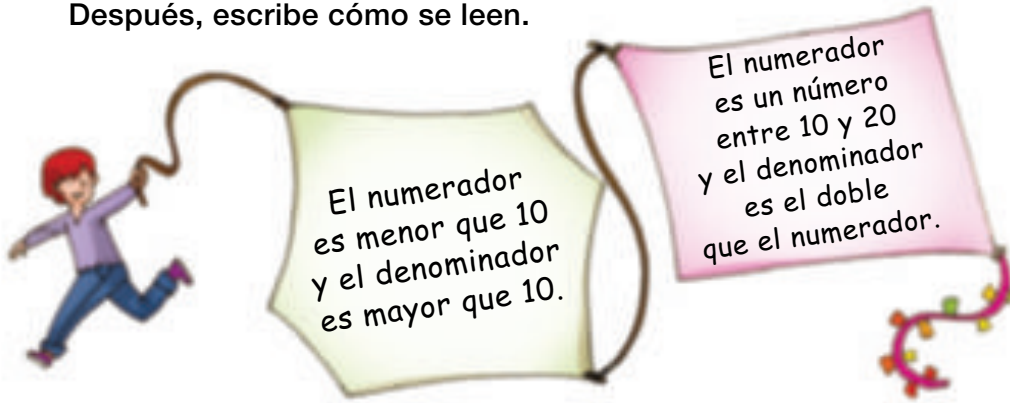 Después, escribe cómo se leen.
El numerador
es menor que 10
y el denominador
es mayor que 10.
El numerador
es un número
entre 10 y 20
y el denominador
es el doble
que el numerador.